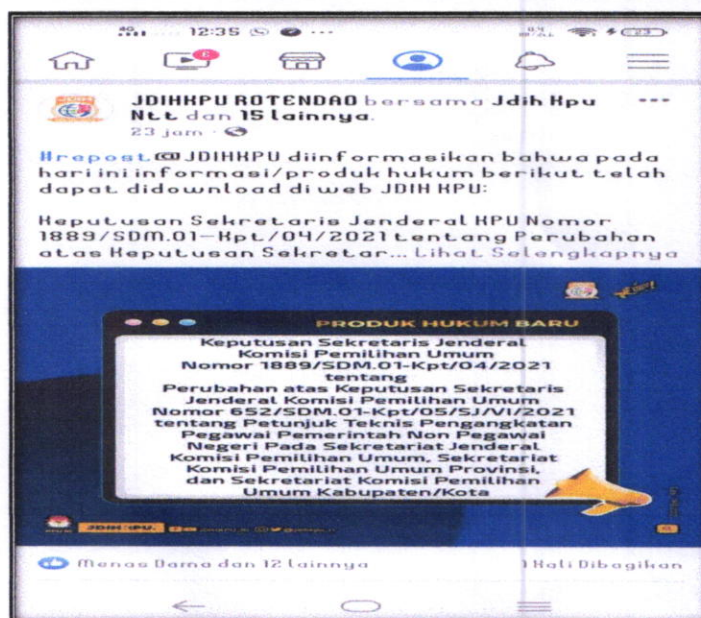 4G 12:35
23
6
JDIHKPU ROTENDAO bersama Jdih Kpu
Ntt dan 15 lainnya.
23 jam
#repost @JDIHKPU diinformasikan bahwa pada
hari ini informasi/produk hukum berikut telah
dapat didownload di web JDIH KPU:
Keputusan Sekretaris Jenderal KPU Nomor
1889/SDM.01-Kpt/04/2021 tentang Perubahan
atas Keputusan Sekretar... Lihat Selengkapnya
PRODUK HUKUM BARU
Keputusan Sekretaris Jenderal
Komisi Pemilihan Umum
Nomor 1889/SDM.01-Kpt/04/2021
tentang
Perubahan atas Keputusan Sekretaris
Jenderal Komisi Pemilihan Umum
Nomor 652/SDM.01-Kpt/05/SJ/VI/2021
tentang Petunjuk Teknis Pengangkatan
Pegawai Pemerintah Non Pegawai
Negeri Pada Sekretariat Jenderal
Komisi Pemilihan Umum, Sekretariat
Komisi Pemilihan Umum Provinsi,
dan Sekretariat Komisi Pemilihan
Umum Kabupaten/Kota
JDIH KPU.
Menas Dama dan 12 lainnya
1 Kali Dibagikan